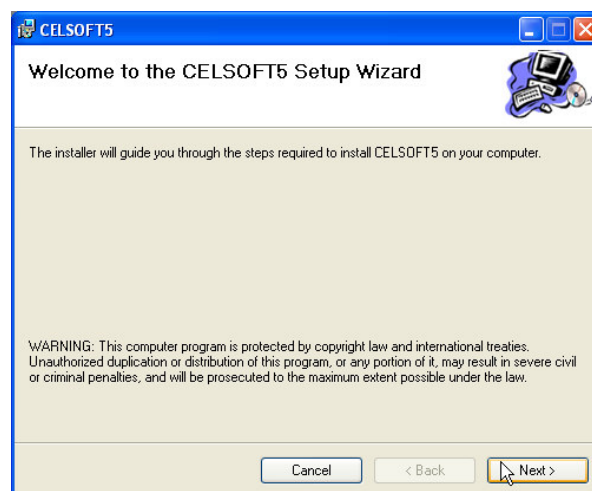 CELSOFT5
Welcome to the CELSOFT5 Setup Wizard
The installer will guide you through the steps required to install CELSOFT5 on your computer.
WARNING: This computer program is protected by copyright law and international treaties.
Unauthorized duplication or distribution of this program, or any portion of it, may result in severe civil
or criminal penalties, and will be prosecuted to the maximum extent possible under the law.
Cancel
< Back
Next >